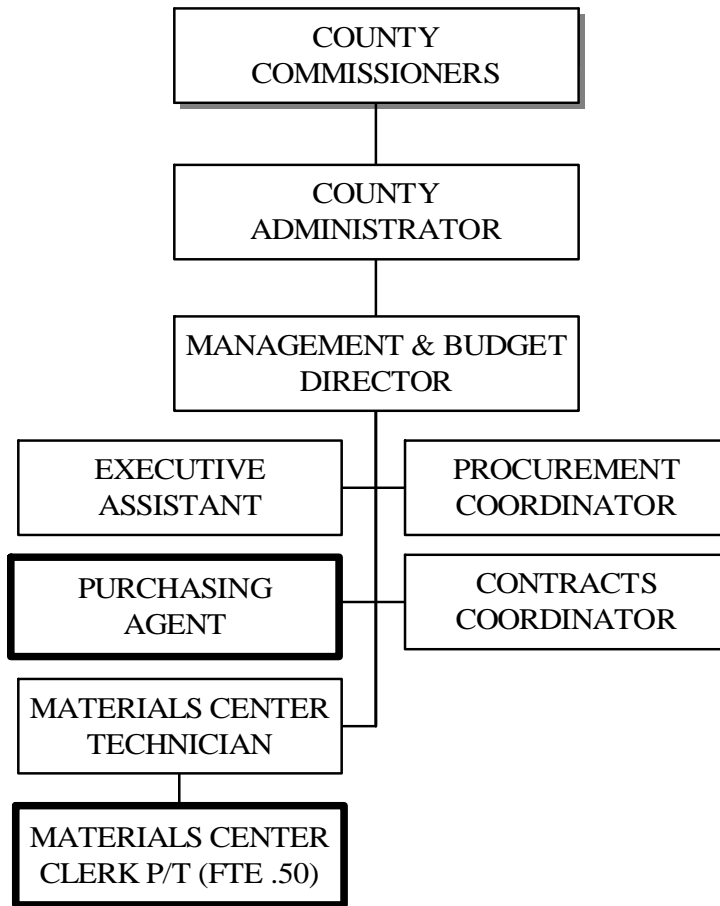 COUNTY
COMMISSIONERS
COUNTY
ADMINISTRATOR
MANAGEMENT & BUDGET
DIRECTOR
EXECUTIVE
ASSISTANT
PROCUREMENT
COORDINATOR
PURCHASING
AGENT
CONTRACTS
COORDINATOR
MATERIALS CENTER
TECHNICIAN
MATERIALS CENTER
CLERK P/T (FTE .50)